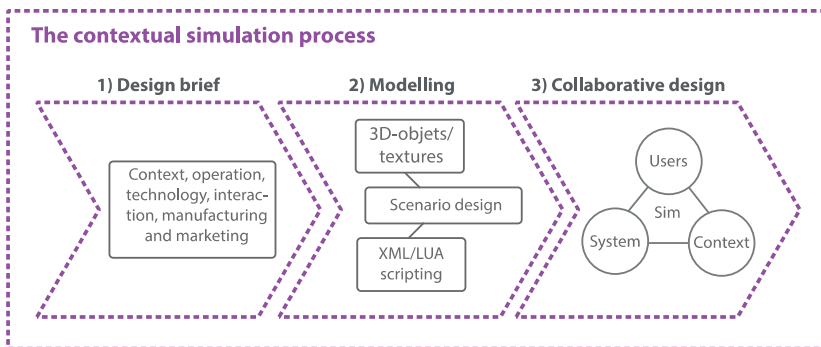 The contextual simulation process
1) Design brief
Context, operation,
technology, interac-
tion, manufacturing
and marketing
2) Modelling
3D-objets/
textures
Scenario design
XML/LUA
scripting
3) Collaborative design
Users
Sim
System
Context